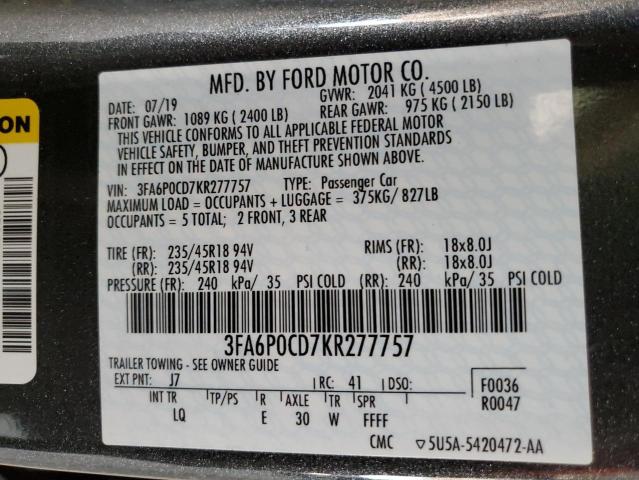 MFD. BY FORD MOTOR CO.
DATE: 07/19 GVWR: 2041 KG ( 4500 LB)
FRONT GAWR: 1089 KG ( 2400 LB) REAR GAWR: 975 KG ( 2150 LB)
THIS VEHICLE CONFORMS TO ALL APPLICABLE FEDERAL MOTOR
VEHICLE SAFETY, BUMPER, AND THEFT PREVENTION STANDARDS
IN EFFECT ON THE DATE OF MANUFACTURE SHOWN ABOVE.
VIN: 3FA6P0CD7KR277757 TYPE: Passenger Car
MAXIMUM LOAD = OCCUPANTS + LUGGAGE = 375KG/ 827LB
OCCUPANTS = 5 TOTAL; 2 FRONT, 3 REAR
TIRE (FR): 235/45R18 94V RIMS (FR): 18x8.0J
(RR): 235/45R18 94V (RR): 18x8.0J
PRESSURE (FR): 240 kPa/ 35 PSI COLD (RR): 240 kPa/ 35 PSI COLD
3FA6P0CD7KR277757
TRAILER TOWING - SEE OWNER GUIDE
EXT PNT: J7 RC: 41 DSO: F0036
INT TR TP/PS R AXLE TR SPR R0047
LQ E 30 W FFFF
CMC ▽5U5A-5420472-AA
ION